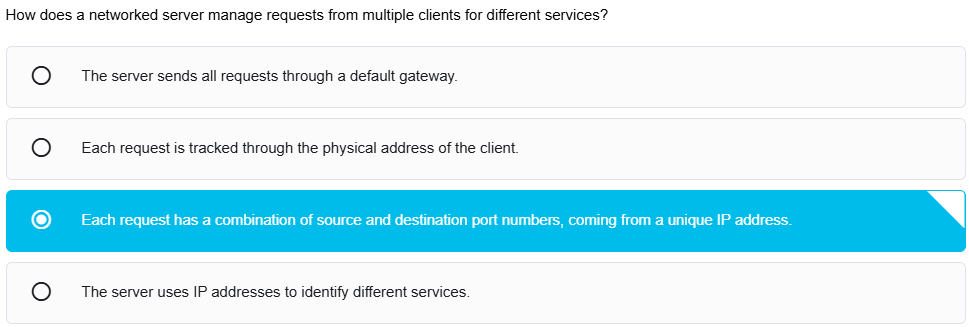 How does a networked server manage requests from multiple clients for different services?
The server sends all requests through a default gateway.
Each request is tracked through the physical address of the client.
Each request has a combination of source and destination port numbers, coming from a unique IP address.
The server uses IP addresses to identify different services.